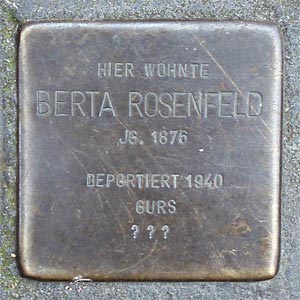 HIER WOHNTE
BERTA ROSENFELD
JG. 1876
DEPORTIERT 1940
GURS
? ? ?